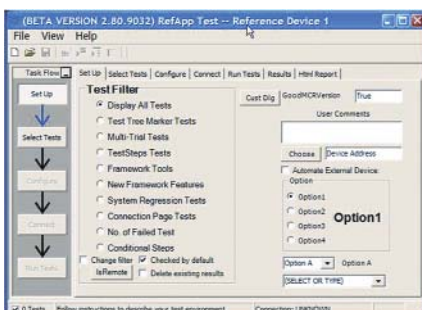 (BETA VERSION 2.80.9032) RefApp Test -- Reference Device 1
File View Help
Task Flow
Set Up Select Tests Configure Connect Run Tests Results Html Report
Set Up
Select Tests
Configure
Connect
Run Tests
Test Filter
Display All Tests
Test Tree Marker Tests
Multi-Trial Tests
TestSteps Tests
Framework Tools
New Framework Features
System Regression Tests
Connection Page Tests
No. of Failed Test
Conditional Steps
Change filter Checked by default
IsRemote Delete existing results
Cust Dlg GoodMCRVersion True
User Comments
Choose Device Address
Automate External Device:
Option
Option1
Option2
Option3
Option4
Option1
Option A Option A
(SELECT OR TYPE)
0 Tests Follow instructions to describe your test environment Connection: UNKNOWN